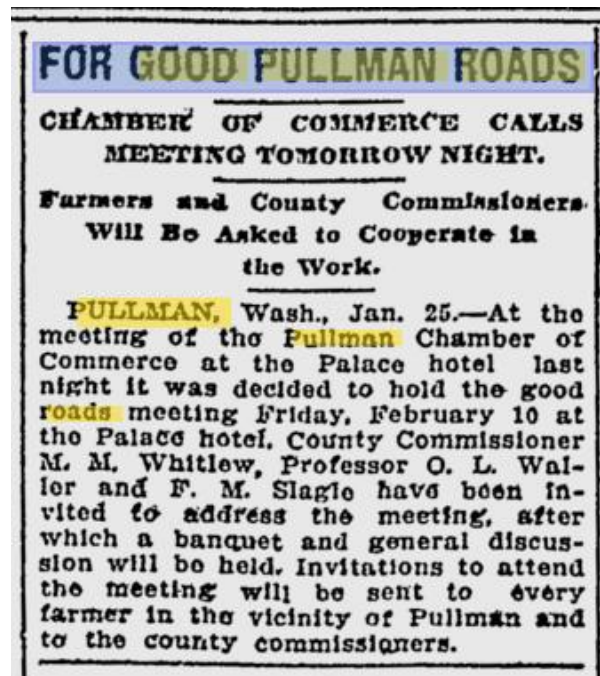 FOR GOOD PULLMAN ROADS
CHAMBER OF COMMERCE CALLS
MEETING TOMORROW NIGHT.
Farmers and County Commissioners
Will Be Asked to Cooperate in
the Work.
PULLMAN, Wash., Jan. 25.—At the
meeting of the Pullman Chamber of
Commerce at the Palace hotel last
night it was decided to hold the good
roads meeting Friday, February 10 at
the Palace hotel. County Commissioner
M. M. Whitlew, Professor O. L. Wal-
ler and F. M. Slagle have been in-
vited to address the meeting, after
which a banquet and general discus-
sion will be held. Invitations to attend
the meeting will be sent to every
farmer in the vicinity of Pullman and
to the county commissioners.